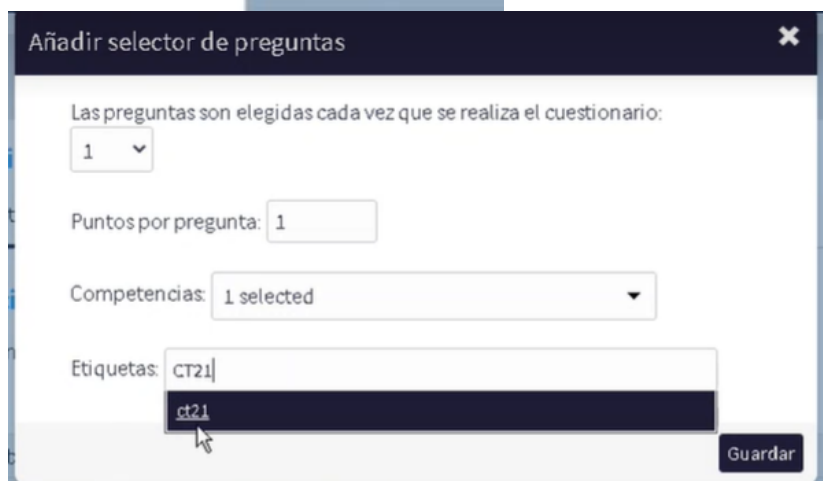 Añadir selector de preguntas
Las preguntas son elegidas cada vez que se realiza el cuestionario:
1
Puntos por pregunta: 1
Competencias: 1 selected
Etiquetas: CT21
ct21
Guardar